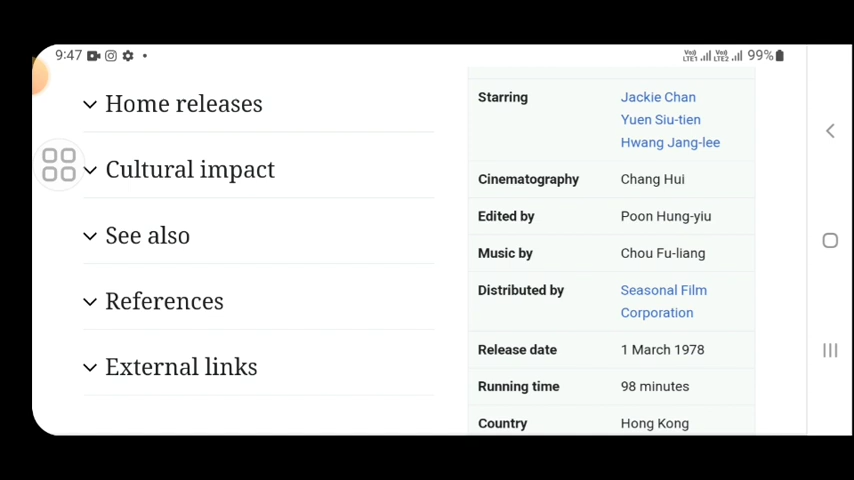 9:47
VoLTE1 VoLTE2 99%
Home releases
Cultural impact
See also
References
External links
Starring Jackie Chan
Yuen Siu-tien
Hwang Jang-lee
Cinematography Chang Hui
Edited by Poon Hung-yiu
Music by Chou Fu-liang
Distributed by Seasonal Film
Corporation
Release date 1 March 1978
Running time 98 minutes
Country Hong Kong